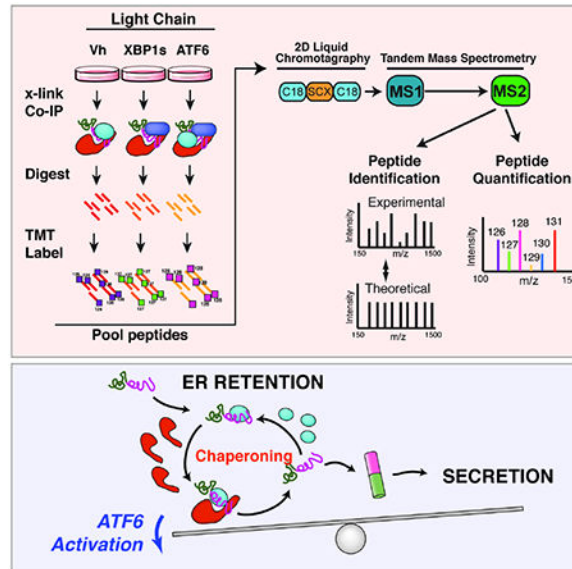 Light Chain
Vh XBP1s ATF6
x-link
Co-IP
Digest
TMT
Label
Pool peptides
2D Liquid
Chromotagraphy
Tandem Mass Spectrometry
C18 SCX C18
MS1
MS2
Peptide
Identification
Peptide
Quantification
Experimental
Intensity
150 m/z 1500
Theoretical
Intensity
150 m/z 1500
Intensity
126
127
128
129
130
131
100 m/z
ER RETENTION
Chaperoning
SECRETION
ATF6
Activation